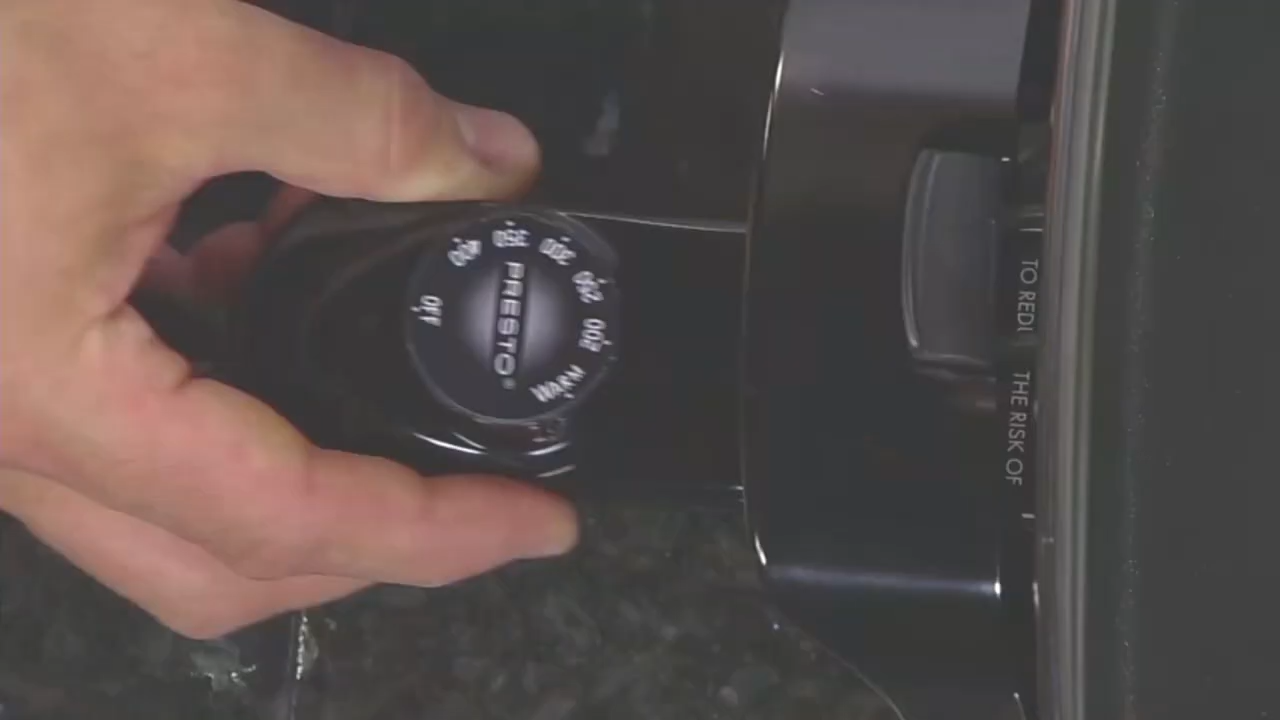 OFF
400
350
300
250
200
WARM
PRESTO®
TO REDU
THE RISK OF